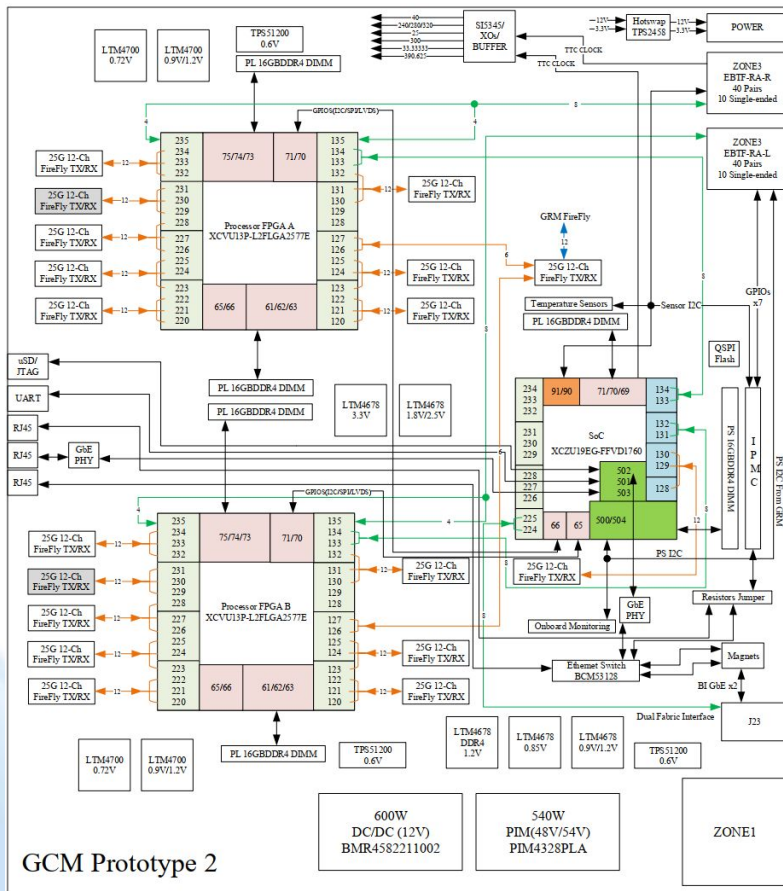 40
240/280/320
25
300
33.33333
390.625
SI5345/
XOs/
BUFFER
TTC CLOCK
TTC CLOCK
12V
3.3V
Hotswap
TPS2458
12V
3.3V
POWER
LTM4700
0.72V
LTM4700
0.9V/1.2V
TPS51200
0.6V
PL 16GBDDR4 DIMM
GPIOS(I2C/SPI/LVDS)
ZONE3
EBTF-RA-R
40 Pairs
10 Single-ended
8
4
4
8
ZONE3
EBTF-RA-L
40 Pairs
10 Single-ended
235
234
233
232
75/74/73
71/70
135
134
133
132
25G 12-Ch
FireFly TX/RX
12
25G 12-Ch
FireFly TX/RX
25G 12-Ch
FireFly TX/RX
12
25G 12-Ch
FireFly TX/RX
12
25G 12-Ch
FireFly TX/RX
12
231
230
229
228
227
226
225
224
223
222
221
220
Processor FPGA A
XCVU13P-L2FLGA2577E
65/66
61/62/63
131
130
129
128
127
126
125
124
123
122
121
120
12
25G 12-Ch
FireFly TX/RX
12
25G 12-Ch
FireFly TX/RX
12
25G 12-Ch
FireFly TX/RX
GRM FireFly
12
6
25G 12-Ch
FireFly TX/RX
8
Temperature Sensors
Sensor I2C
GPIOs
x7
PL 16GBDDR4 DIMM
QSPI
Flash
uSD/
JTAG
UART
RJ45
RJ45
RJ45
GbE
PHY
PL 16GBDDR4 DIMM
PL 16GBDDR4 DIMM
LTM4678
3.3V
LTM4678
1.8V/2.5V
6
234
233
232
91/90
71/70/69
134
133
231
230
229
228
227
226
225
224
SoC
XCZU19EG-FFVD1760
132
131
130
129
128
502
501
503
500/504
66
65
8
12
PS 16GBDDR4 DIMM
I
P
M
C
PS I2C From GRM
PS I2C
GPIOS(I2C/SPI/LVDS)
4
4
8
8
235
234
233
232
75/74/73
71/70
135
134
133
132
25G 12-Ch
FireFly TX/RX
12
25G 12-Ch
FireFly TX/RX
25G 12-Ch
FireFly TX/RX
12
25G 12-Ch
FireFly TX/RX
12
25G 12-Ch
FireFly TX/RX
12
231
230
229
228
227
226
225
224
223
222
221
220
Processor FPGA B
XCVU13P-L2FLGA2577E
65/66
61/62/63
131
130
129
128
127
126
125
124
123
122
121
120
12
25G 12-Ch
FireFly TX/RX
8
12
25G 12-Ch
FireFly TX/RX
12
25G 12-Ch
FireFly TX/RX
25G 12-Ch
FireFly TX/RX
GbE
PHY
Onboard Monitoring
Resistors Jumper
Ethernet Switch
BCM53128
Magnets
BI GbE x2
Dual Fabric Interface
J23
PL 16GBDDR4 DIMM
LTM4700
0.72V
LTM4700
0.9V/1.2V
TPS51200
0.6V
LTM4678
DDR4
1.2V
LTM4678
0.85V
LTM4678
0.9V/1.2V
TPS51200
0.6V
600W
DC/DC (12V)
BMR4582211002
540W
PIM(48V/54V)
PIM4328PLA
ZONE1
GCM Prototype 2